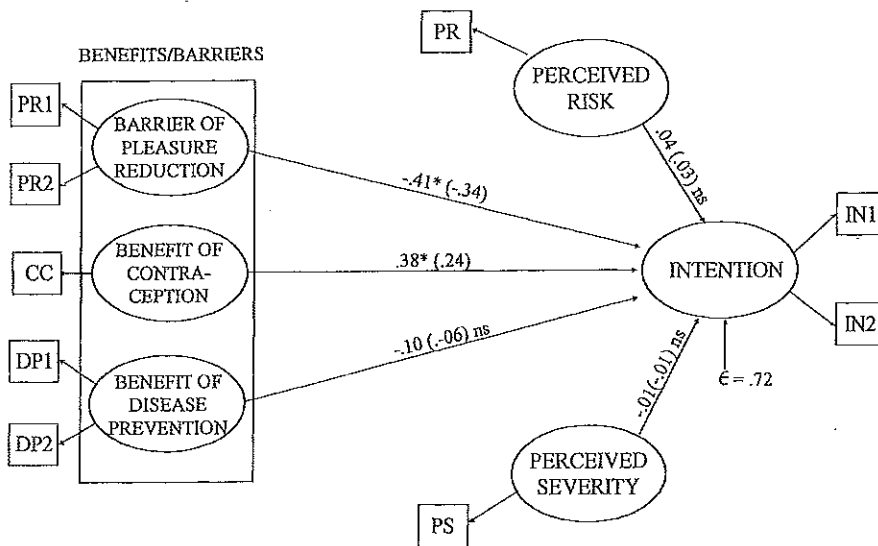 BENEFITS/BARRIERS
PR1
PR2
BARRIER OF
PLEASURE
REDUCTION
-.41* (-.34)
CC
BENEFIT OF
CONTRA-
CEPTION
.38* (.24)
DP1
DP2
BENEFIT OF
DISEASE
PREVENTION
-.10 (.-06) ns
PR
PERCEIVED
RISK
.04 (.03) ns
INTENTION
IN1
IN2
Є = .72
-.01(-.01) ns
PERCEIVED
SEVERITY
PS